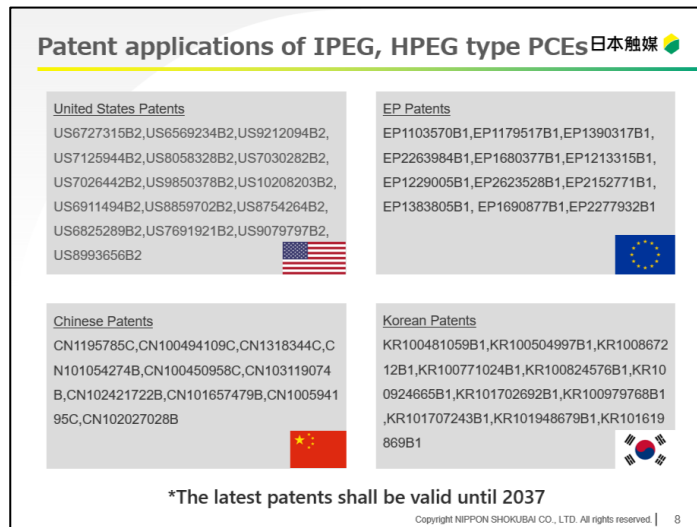 Patent applications of IPEG, HPEG type PCEs
日本触媒
United States Patents
US6727315B2,US6569234B2,US9212094B2,
US7125944B2,US8058328B2,US7030282B2,
US7026442B2,US9850378B2,US10208203B2,
US6911494B2,US8859702B2,US8754264B2,
US6825289B2,US7691921B2,US9079797B2,
US8993656B2
EP Patents
EP1103570B1,EP1179517B1,EP1390317B1,
EP2263984B1,EP1680377B1,EP1213315B1,
EP1229005B1,EP2623528B1,EP2152771B1,
EP1383805B1, EP1690877B1,EP2277932B1
Chinese Patents
CN1195785C,CN100494109C,CN1318344C,C
N101054274B,CN100450958C,CN103119074
B,CN102421722B,CN101657479B,CN1005941
95C,CN102027028B
Korean Patents
KR100481059B1,KR100504997B1,KR1008672
12B1,KR100771024B1,KR100824576B1,KR10
0924665B1,KR101702692B1,KR100979768B1
,KR101707243B1,KR101948679B1,KR101619
869B1
*The latest patents shall be valid until 2037
Copyright NIPPON SHOKUBAI CO., LTD. All rights reserved. | 8